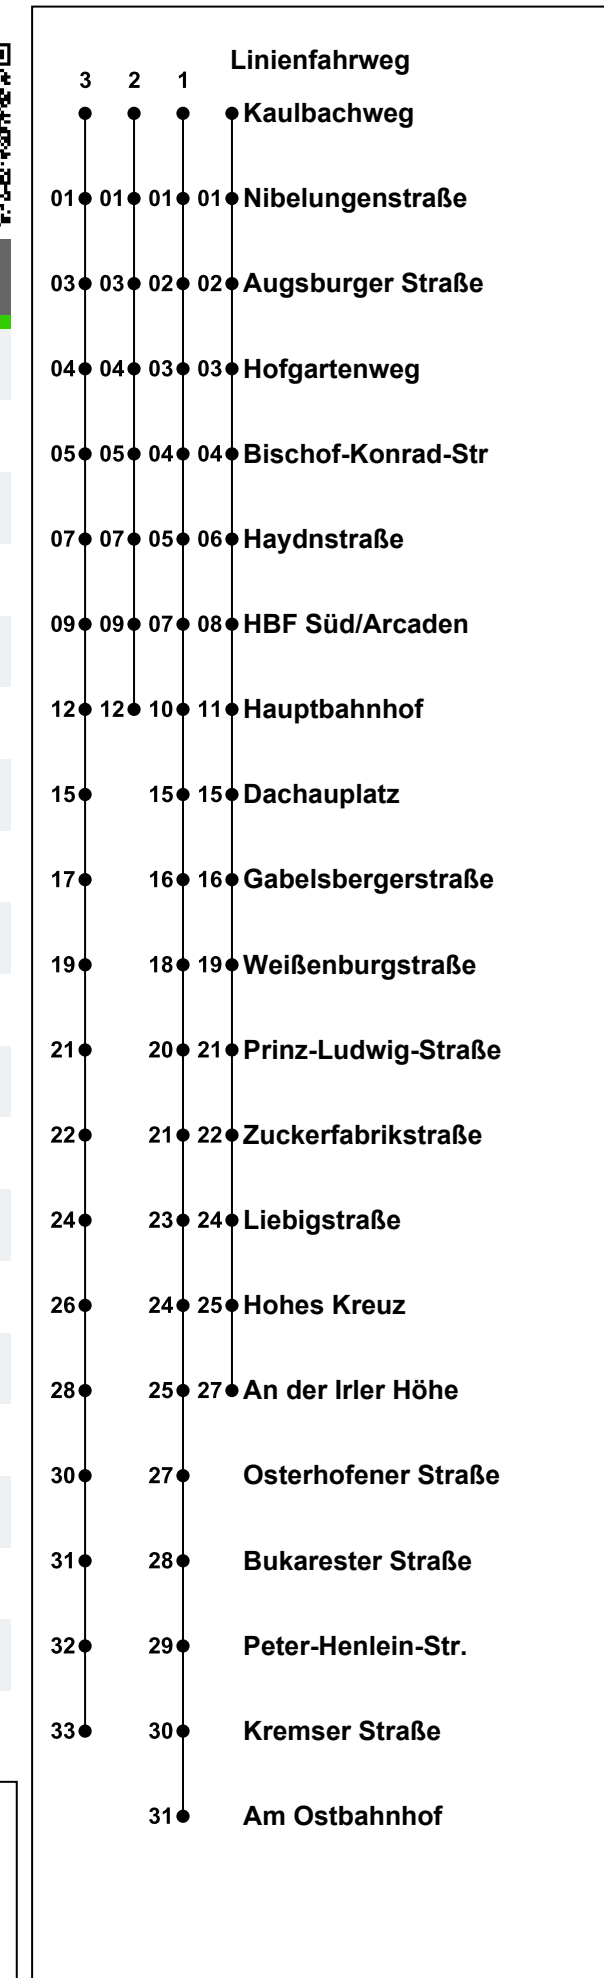 Linienfahrweg
3 2 1
Kaulbachweg
01 01 01 01 Nibelungenstraße
03 03 02 02 Augsburger Straße
04 04 03 03 Hofgartenweg
05 05 04 04 Bischof-Konrad-Str
07 07 05 06 Haydnstraße
09 09 07 08 HBF Süd/Arcaden
12 12 10 11 Hauptbahnhof
15 15 15 Dachauplatz
17 16 16 Gabelsbergerstraße
19 18 19 Weißenburgstraße
21 20 21 Prinz-Ludwig-Straße
22 21 22 Zuckerfabrikstraße
24 23 24 Liebigstraße
26 24 25 Hohes Kreuz
28 25 27 An der Irler Höhe
30 27 Osterhofener Straße
31 28 Bukarester Straße
32 29 Peter-Henlein-Str.
33 30 Kremser Straße
31 Am Ostbahnhof